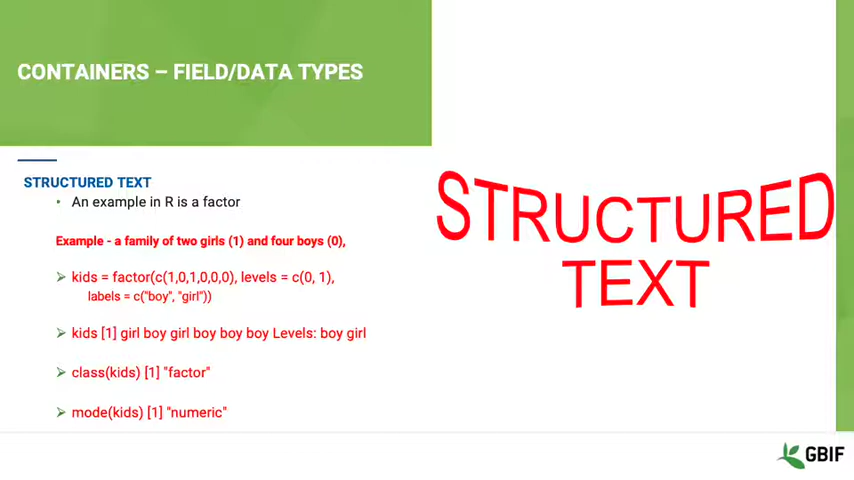 CONTAINERS – FIELD/DATA TYPES
STRUCTURED TEXT
• An example in R is a factor
Example - a family of two girls (1) and four boys (0),
➢ kids = factor(c(1,0,1,0,0,0), levels = c(0, 1),
labels = c("boy", "girl"))
➢ kids [1] girl boy girl boy boy boy Levels: boy girl
➢ class(kids) [1] "factor"
➢ mode(kids) [1] "numeric"
STRUCTURED
TEXT
GBIF